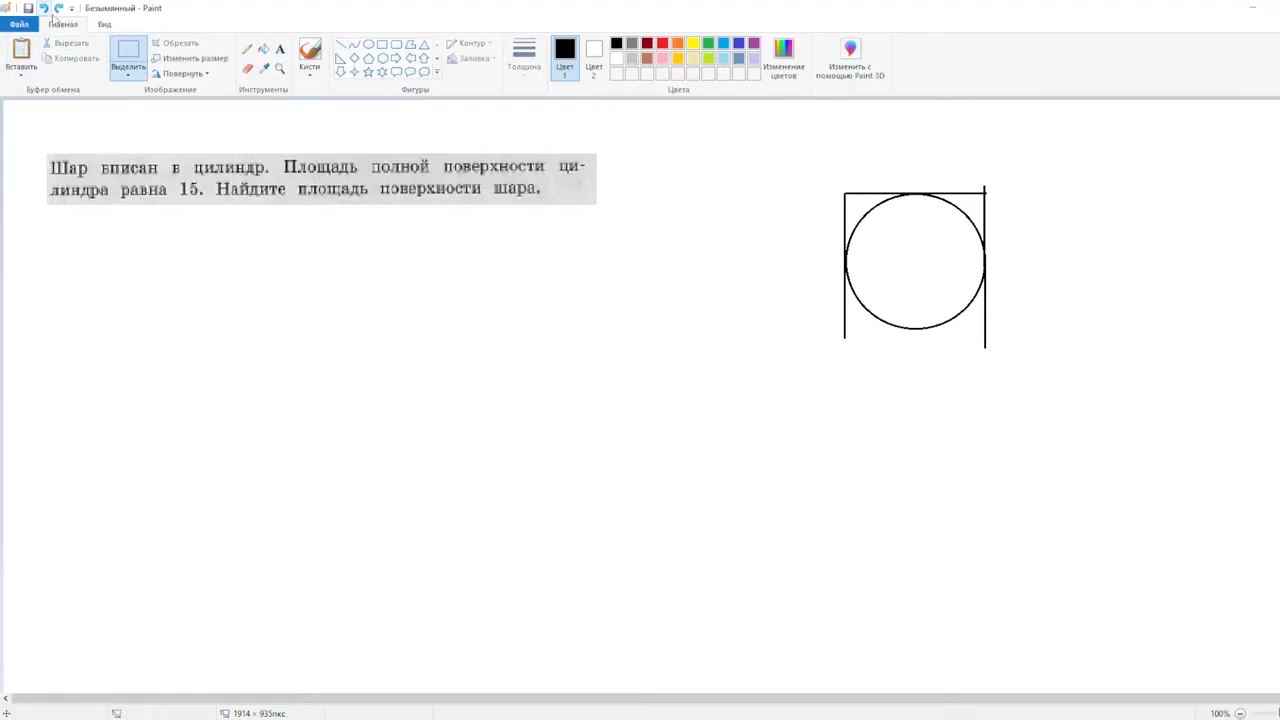 Безымянный - Paint
Файл Главная Вид
Вставить
Вырезать
Копировать
Буфер обмена
Выделить
Обрезать
Изменить размер
Повернуть
Изображение
A
Инструменты
Кисти
Контур
Заливка
Фигуры
Толщина
Цвет 1
Цвет 2
Изменение цветов
Цвета
Изменить с помощью Paint 3D
Шар вписан в цилиндр. Площадь полной поверхности ци-
линдра равна 15. Найдите площадь поверхности шара.
1914 × 935пкс
100%